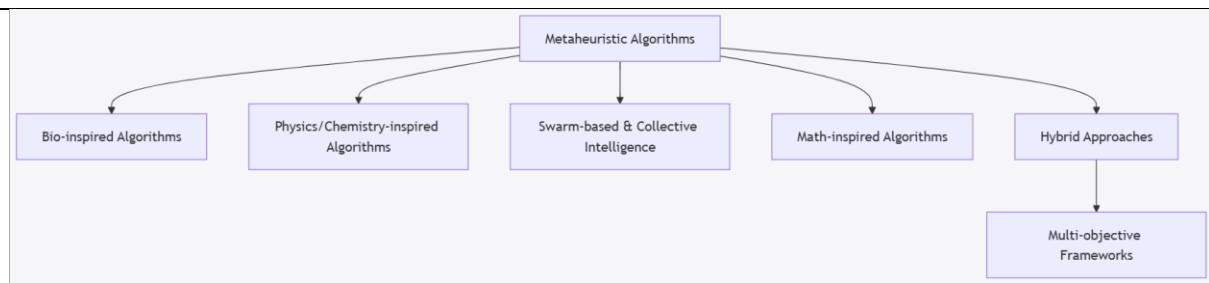 Metaheuristic Algorithms
Bio-inspired Algorithms
Physics/Chemistry-inspired
Algorithms
Swarm-based & Collective
Intelligence
Math-inspired Algorithms
Hybrid Approaches
Multi-objective
Frameworks